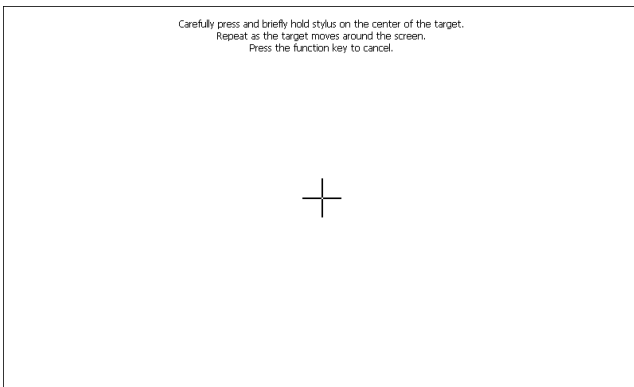 Carefully press and briefly hold stylus on the center of the target.
Repeat as the target moves around the screen.
Press the function key to cancel.